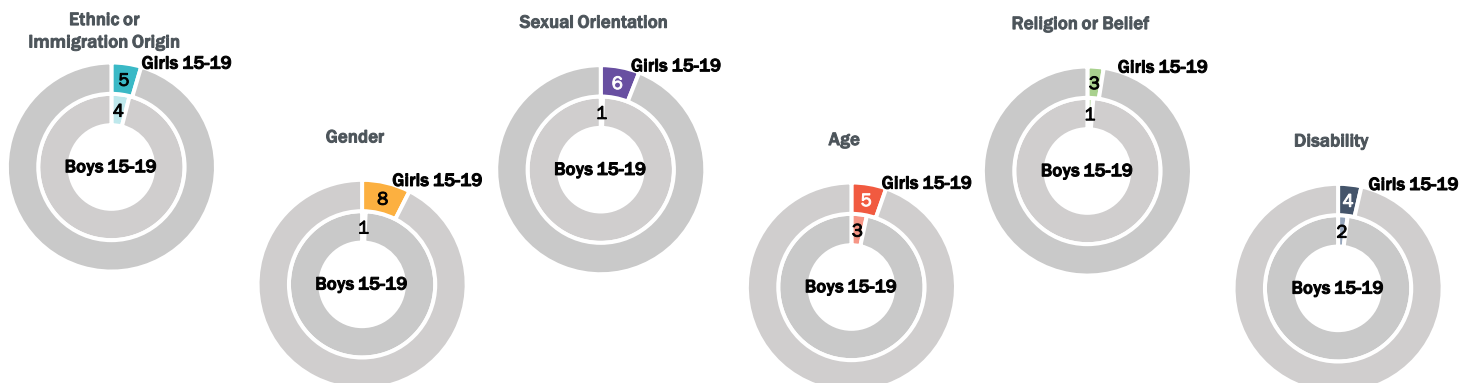 Ethnic or
Immigration Origin
Girls 15-19
5
4
Boys 15-19
Gender
Girls 15-19
8
1
Boys 15-19
Sexual Orientation
Girls 15-19
6
1
Boys 15-19
Age
Girls 15-19
5
3
Boys 15-19
Religion or Belief
Girls 15-19
3
1
Boys 15-19
Disability
Girls 15-19
4
2
Boys 15-19